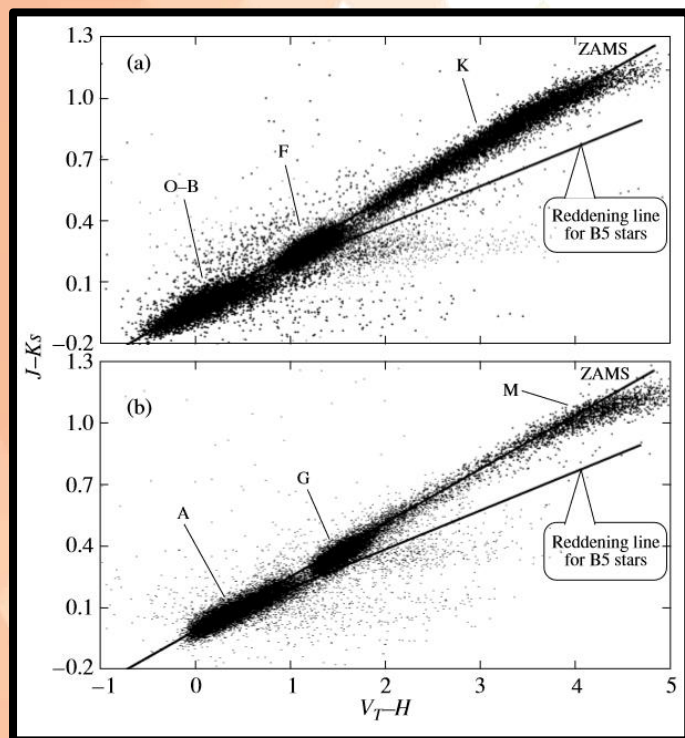 1.3
(a)
ZAMS
1.0
K
0.7
F
O–B
0.4
Reddening line
for B5 stars
0.1
–0.2
J–Ks
1.3
(b)
ZAMS
M
1.0
G
0.7
A
0.4
Reddening line
for B5 stars
0.1
–0.2
–1 0 1 2 3 4 5
V_T–H